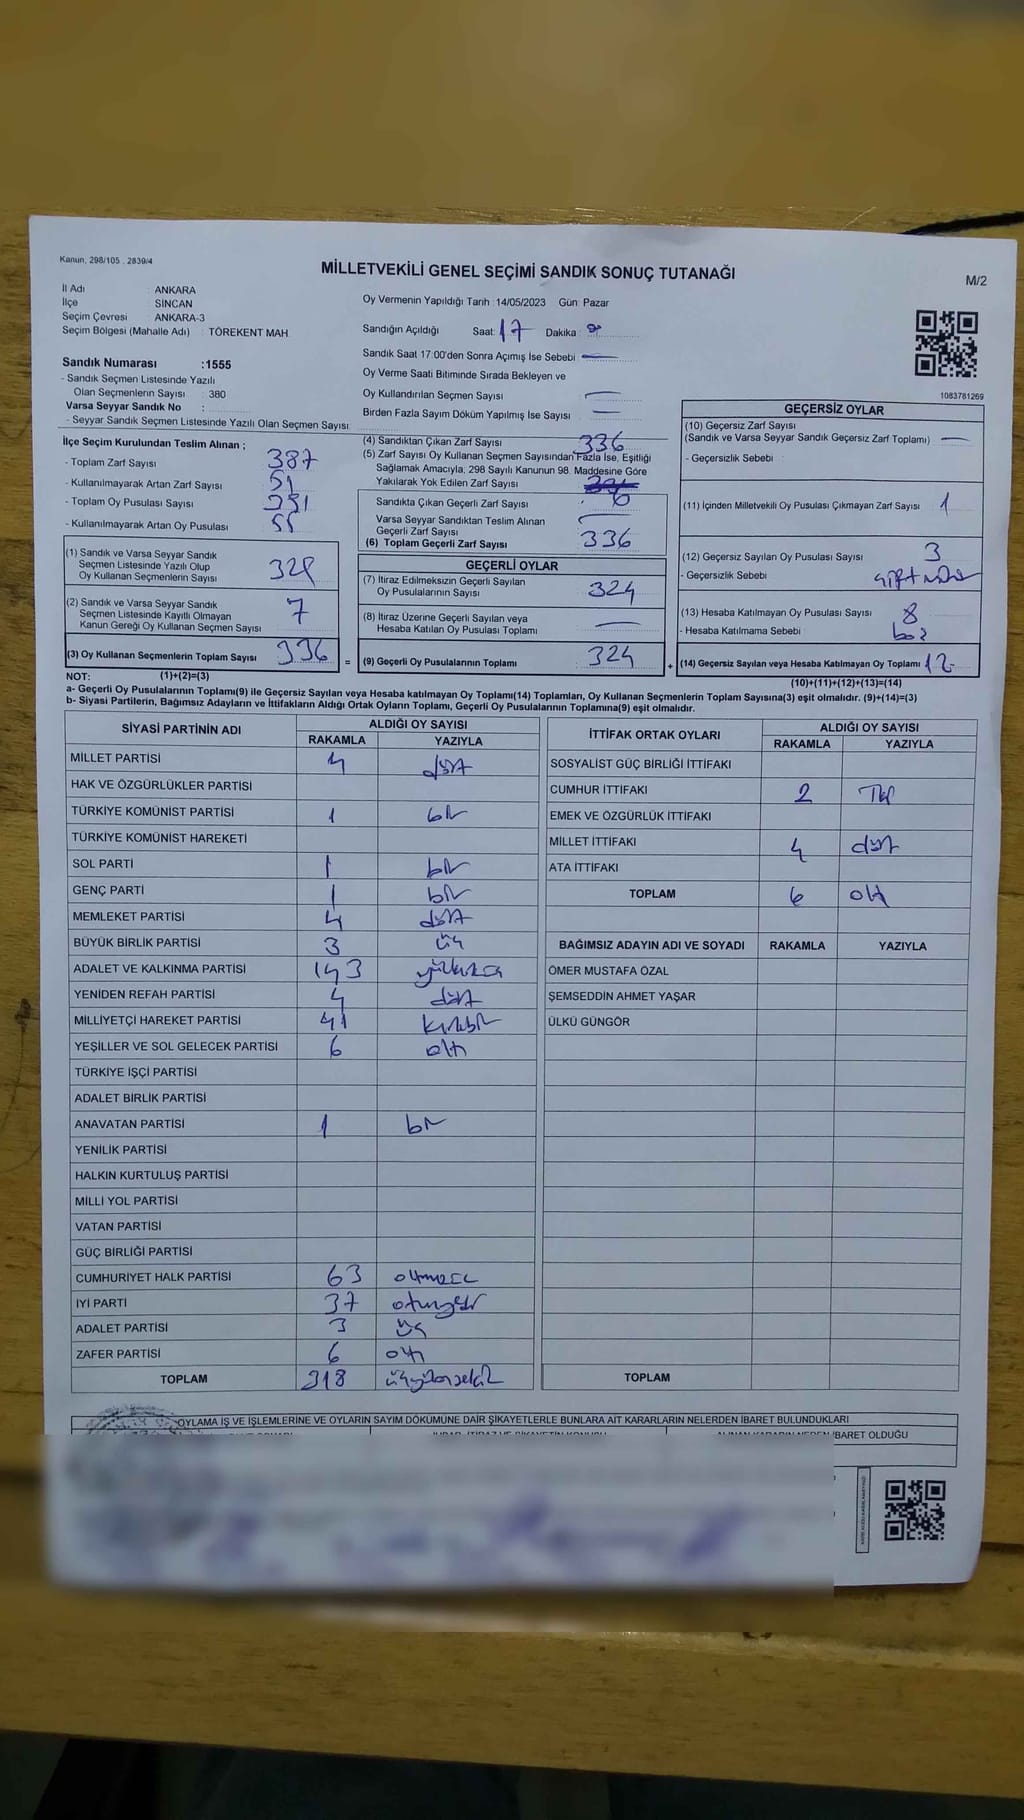 Kanun, 298/105 . 2839/4
MİLLETVEKİLİ GENEL SEÇİMİ SANDIK SONUÇ TUTANAĞI
M/2
İl Adı : ANKARA
İlçe : SİNCAN
Seçim Çevresi : ANKARA-3
Seçim Bölgesi (Mahalle Adı) : TÖREKENT MAH.
Oy Vermenin Yapıldığı Tarih :14/05/2023 Gün: Pazar
Sandığın Açıldığı Saat: 17 Dakika:
Sandık Saat 17:00'den Sonra Açımış İse Sebebi
Oy Verme Saati Bitiminde Sırada Bekleyen ve
Oy Kullandırılan Seçmen Sayısı
Birden Fazla Sayım Döküm Yapılmış İse Sayısı
1083781269
Sandık Numarası :1555
- Sandık Seçmen Listesinde Yazılı
Olan Seçmenlerin Sayısı : 380
Varsa Seyyar Sandık No :
- Seyyar Sandık Seçmen Listesinde Yazılı Olan Seçmen Sayısı:
İlçe Seçim Kurulundan Teslim Alınan ;
- Toplam Zarf Sayısı 387
- Kullanılmayarak Artan Zarf Sayısı 51
- Toplam Oy Pusulası Sayısı
- Kullanılmayarak Artan Oy Pusulası
(1) Sandık ve Varsa Seyyar Sandık
Seçmen Listesinde Yazılı Olup
Oy Kullanan Seçmenlerin Sayısı
(2) Sandık ve Varsa Seyyar Sandık
Seçmen Listesinde Kayıtlı Olmayan
Kanun Gereği Oy Kullanan Seçmen Sayısı 7
(3) Oy Kullanan Seçmenlerin Toplam Sayısı 336 =
(1)+(2)=(3)
(4) Sandıktan Çıkan Zarf Sayısı 336
(5) Zarf Sayısı Oy Kullanan Seçmen Sayısından Fazla İse, Eşitliği
Sağlamak Amacıyla, 298 Sayılı Kanunun 98. Maddesine Göre
Yakılarak Yok Edilen Zarf Sayısı
Sandıkta Çıkan Geçerli Zarf Sayısı
Varsa Seyyar Sandıktan Teslim Alınan
Geçerli Zarf Sayısı
(6) Toplam Geçerli Zarf Sayısı 336
GEÇERLİ OYLAR
(7) İtiraz Edilmeksizin Geçerli Sayılan
Oy Pusulalarının Sayısı 324
(8) İtiraz Üzerine Geçerli Sayılan veya
Hesaba Katılan Oy Pusulası Toplamı
(9) Geçerli Oy Pusulalarının Toplamı 324 +
GEÇERSİZ OYLAR
(10) Geçersiz Zarf Sayısı
(Sandık ve Varsa Seyyar Sandık Geçersiz Zarf Toplamı)
- Geçersizlik Sebebi
(11) İçinden Milletvekili Oy Pusulası Çıkmayan Zarf Sayısı 1
(12) Geçersiz Sayılan Oy Pusulası Sayısı 3
- Geçersizlik Sebebi
(13) Hesaba Katılmayan Oy Pusulası Sayısı 8
- Hesaba Katılmama Sebebi boş
(14) Geçersiz Sayılan veya Hesaba Katılmayan Oy Toplamı 12
(10)+(11)+(12)+(13)=(14)
NOT:
a- Geçerli Oy Pusulalarının Toplamı(9) ile Geçersiz Sayılan veya Hesaba katılmayan Oy Toplamı(14) Toplamları, Oy Kullanan Seçmenlerin Toplam Sayısına(3) eşit olmalıdır. (9)+(14)=(3)
b- Siyasi Partilerin, Bağımsız Adayların ve İttifakların Aldığı Ortak Oyların Toplamı, Geçerli Oy Pusulalarının Toplamına(9) eşit olmalıdır.
SİYASİ PARTİNİN ADI ALDIĞI OY SAYISI
RAKAMLA YAZIYLA
MİLLET PARTİSİ 4 dört
HAK VE ÖZGÜRLÜKLER PARTİSİ
TÜRKİYE KOMÜNİST PARTİSİ 1 bir
TÜRKİYE KOMÜNİST HAREKETİ
SOL PARTİ 1 bir
GENÇ PARTİ 1 bir
MEMLEKET PARTİSİ 4 dört
BÜYÜK BİRLİK PARTİSİ 3 üç
ADALET VE KALKINMA PARTİSİ 143
YENİDEN REFAH PARTİSİ 4 dört
MİLLİYETÇİ HAREKET PARTİSİ 41 kırkbir
YEŞİLLER VE SOL GELECEK PARTİSİ 6 altı
TÜRKİYE İŞÇİ PARTİSİ
ADALET BİRLİK PARTİSİ
ANAVATAN PARTİSİ 1 bir
YENİLİK PARTİSİ
HALKIN KURTULUŞ PARTİSİ
MİLLİ YOL PARTİSİ
VATAN PARTİSİ
GÜÇ BİRLİĞİ PARTİSİ
CUMHURİYET HALK PARTİSİ 63 altmışüç
İYİ PARTİ 37 otuzyedi
ADALET PARTİSİ 3 üç
ZAFER PARTİSİ 6 altı
TOPLAM 318 üçyüzonsekiz
İTTİFAK ORTAK OYLARI ALDIĞI OY SAYISI
RAKAMLA YAZIYLA
SOSYALİST GÜÇ BİRLİĞİ İTTİFAKI
CUMHUR İTTİFAKI 2
EMEK VE ÖZGÜRLÜK İTTİFAKI
MİLLET İTTİFAKI 4 dört
ATA İTTİFAKI
TOPLAM 6 altı
BAĞIMSIZ ADAYIN ADI VE SOYADI RAKAMLA YAZIYLA
ÖMER MUSTAFA ÖZAL
ŞEMSEDDİN AHMET YAŞAR
ÜLKÜ GÜNGÖR
TOPLAM
OYLAMA İŞ VE İŞLEMLERİNE VE OYLARIN SAYIM DÖKÜMÜNE DAİR ŞİKAYETLERLE BUNLARA AİT KARARLARIN NELERDEN İBARET BULUNDUKLARI
İBARET OLDUĞU